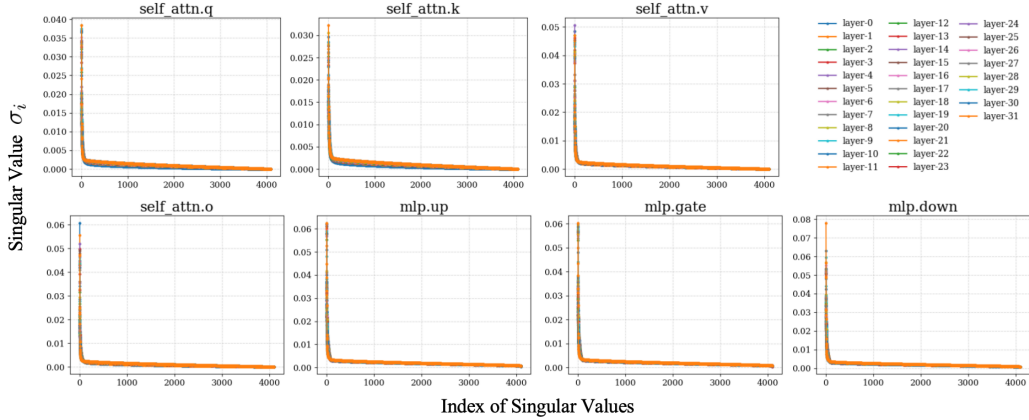 self_attn.q
self_attn.k
self_attn.v
0.040
0.035
0.030
0.025
0.020
0.015
0.010
0.005
0.000
0 1000 2000 3000 4000
0.030
0.025
0.020
0.015
0.010
0.005
0.000
0 1000 2000 3000 4000
0.05
0.04
0.03
0.02
0.01
0.00
0 1000 2000 3000 4000
layer-0
layer-1
layer-2
layer-3
layer-4
layer-5
layer-6
layer-7
layer-8
layer-9
layer-10
layer-11
layer-12
layer-13
layer-14
layer-15
layer-16
layer-17
layer-18
layer-19
layer-20
layer-21
layer-22
layer-23
layer-24
layer-25
layer-26
layer-27
layer-28
layer-29
layer-30
layer-31
Singular Value σi
self_attn.o
mlp.up
mlp.gate
mlp.down
0.06
0.05
0.04
0.03
0.02
0.01
0.00
0 1000 2000 3000 4000
0.06
0.05
0.04
0.03
0.02
0.01
0.00
0 1000 2000 3000 4000
0.06
0.05
0.04
0.03
0.02
0.01
0.00
0 1000 2000 3000 4000
0.08
0.07
0.06
0.05
0.04
0.03
0.02
0.01
0.00
0 1000 2000 3000 4000
Index of Singular Values